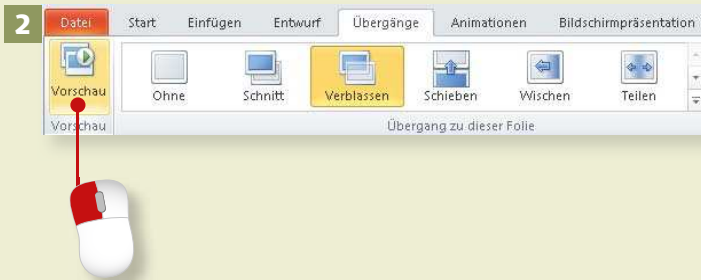 2
Datei Start Einfügen Entwurf Übergänge Animationen Bildschirmpräsentation
Vorschau Ohne Schnitt Verblassen Schieben Wischen Teilen
Vorschau Übergang zu dieser Folie